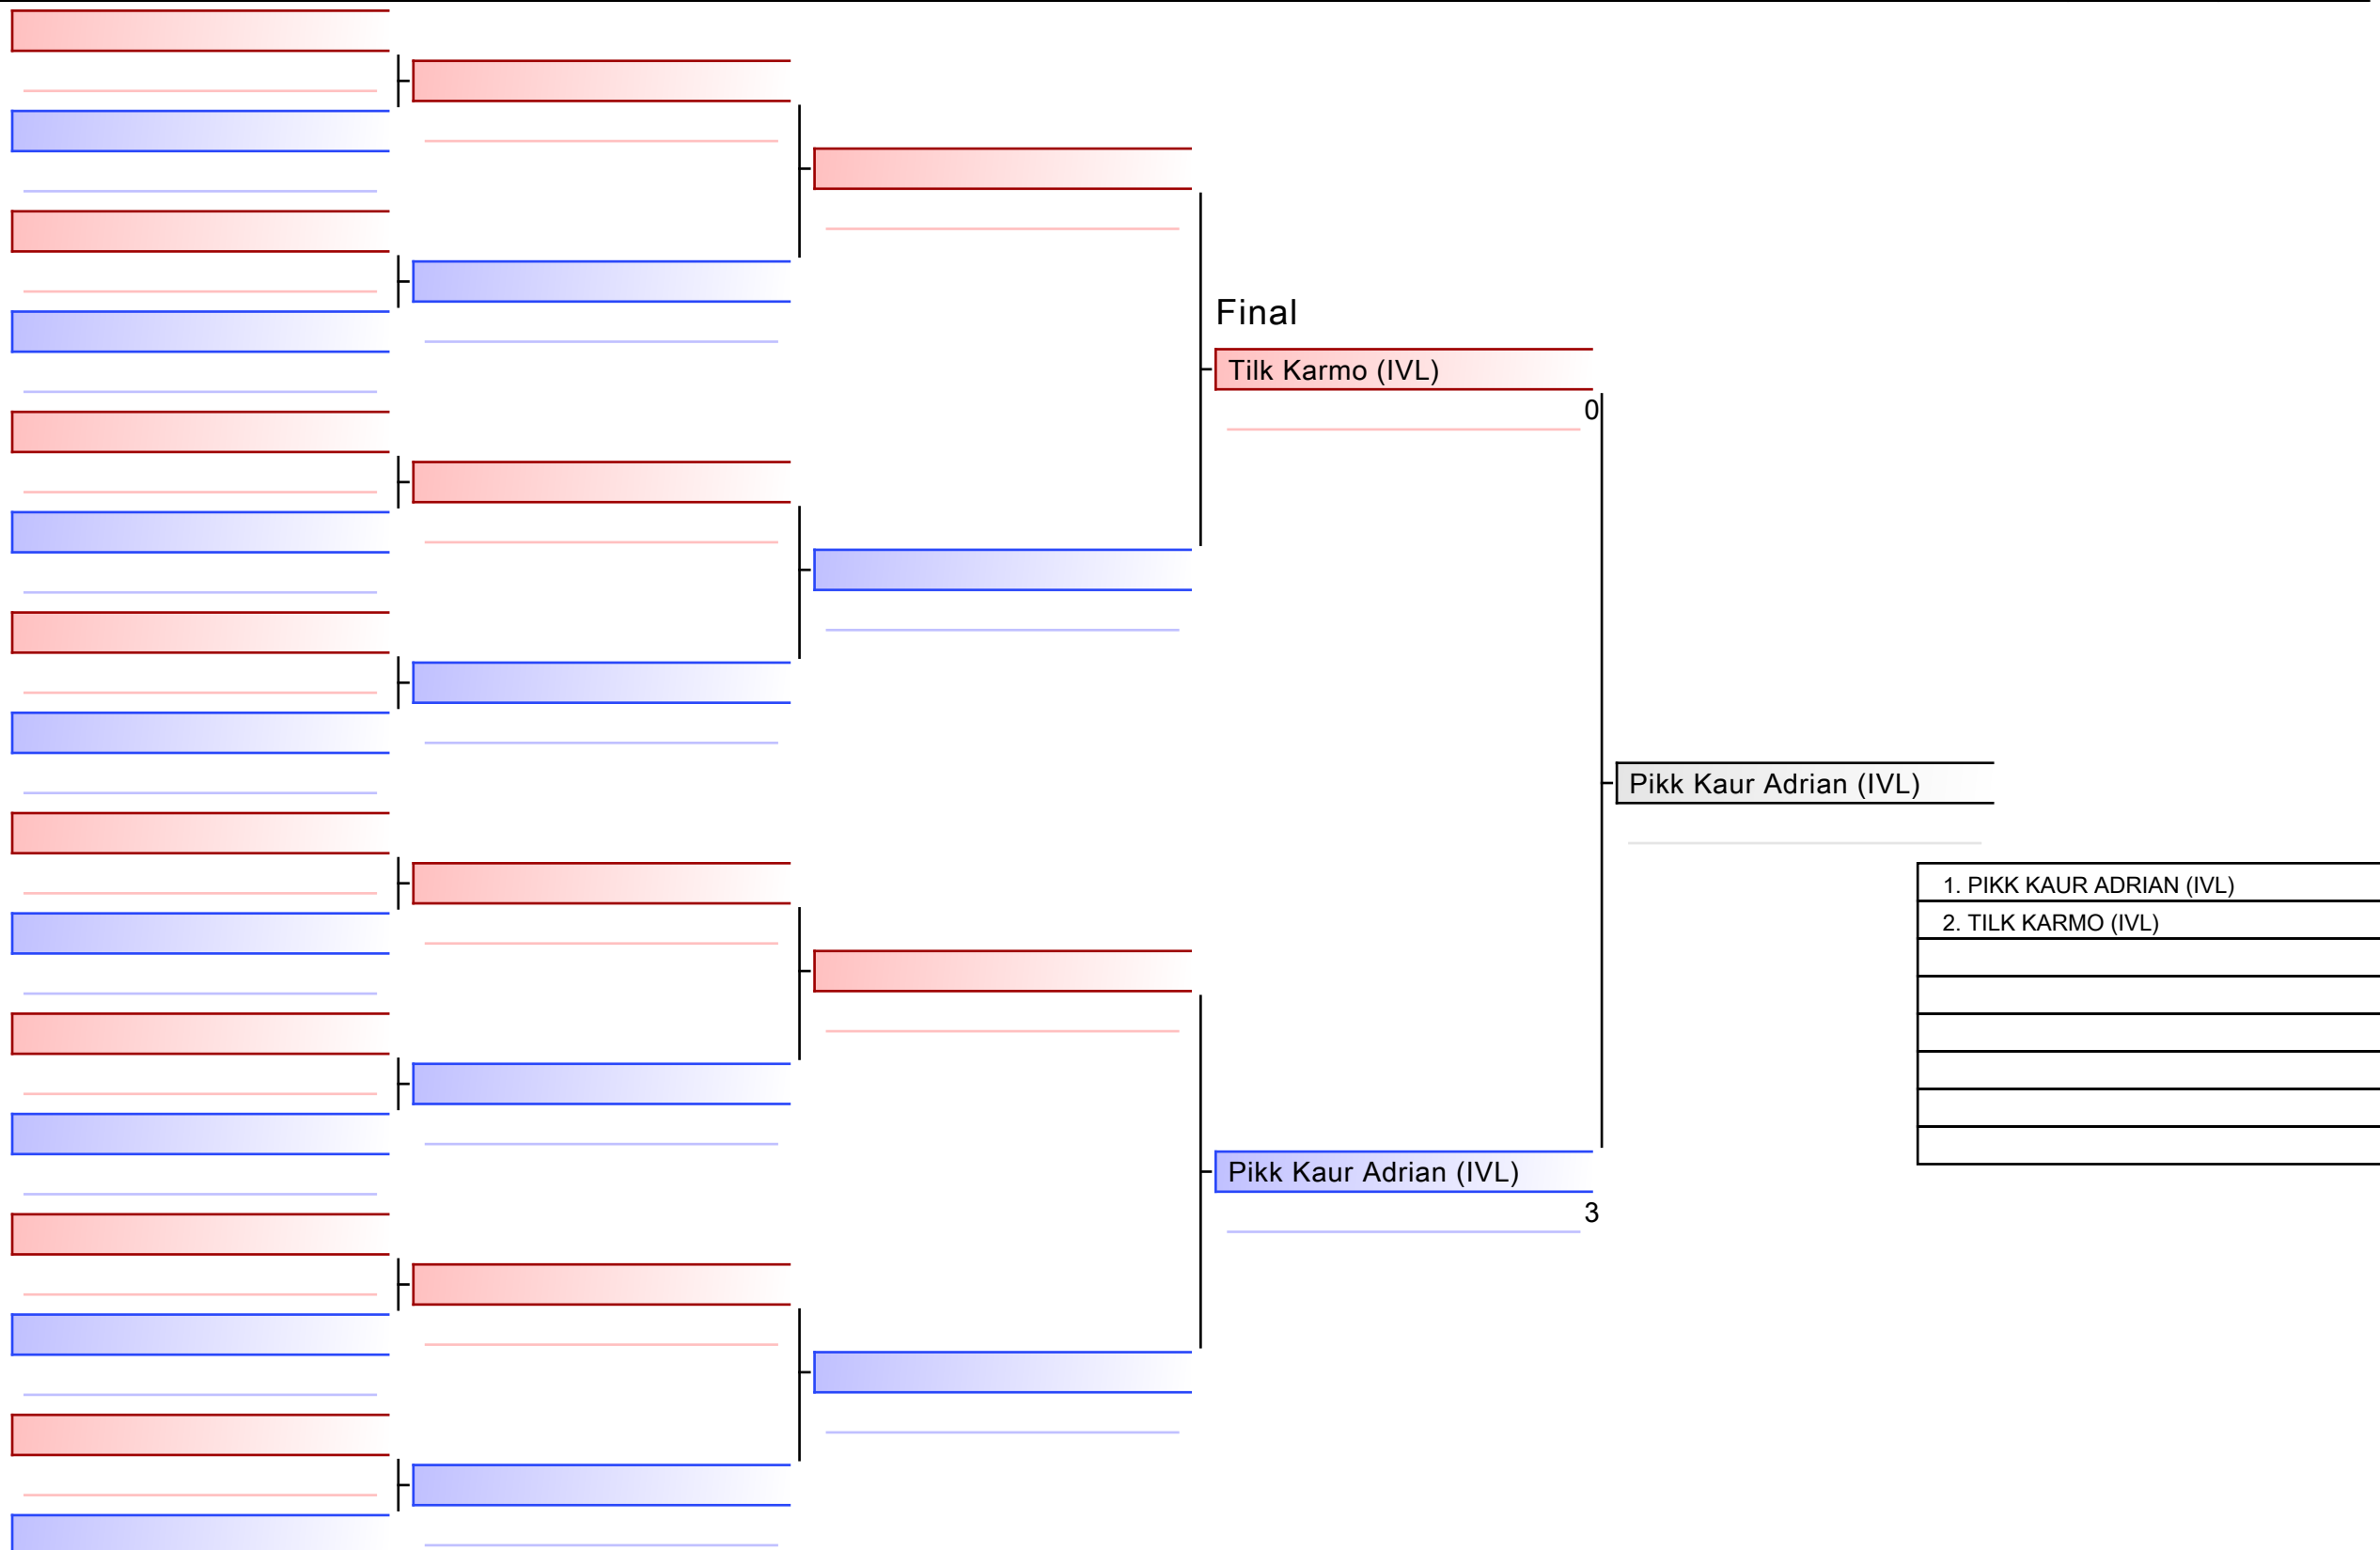 Final
Tilk Karmo (IVL)
0
Pikk Kaur Adrian (IVL)
1. PIKK KAUR ADRIAN (IVL)
2. TILK KARMO (IVL)
Pikk Kaur Adrian (IVL)
3